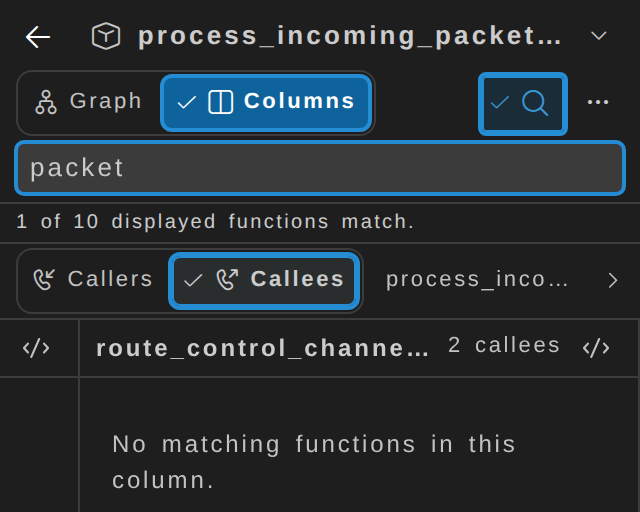 process_incoming_packet…
Graph
Columns
packet
1 of 10 displayed functions match.
Callers
Callees
process_inco…
route_control_channe…
2 callees
No matching functions in this
column.